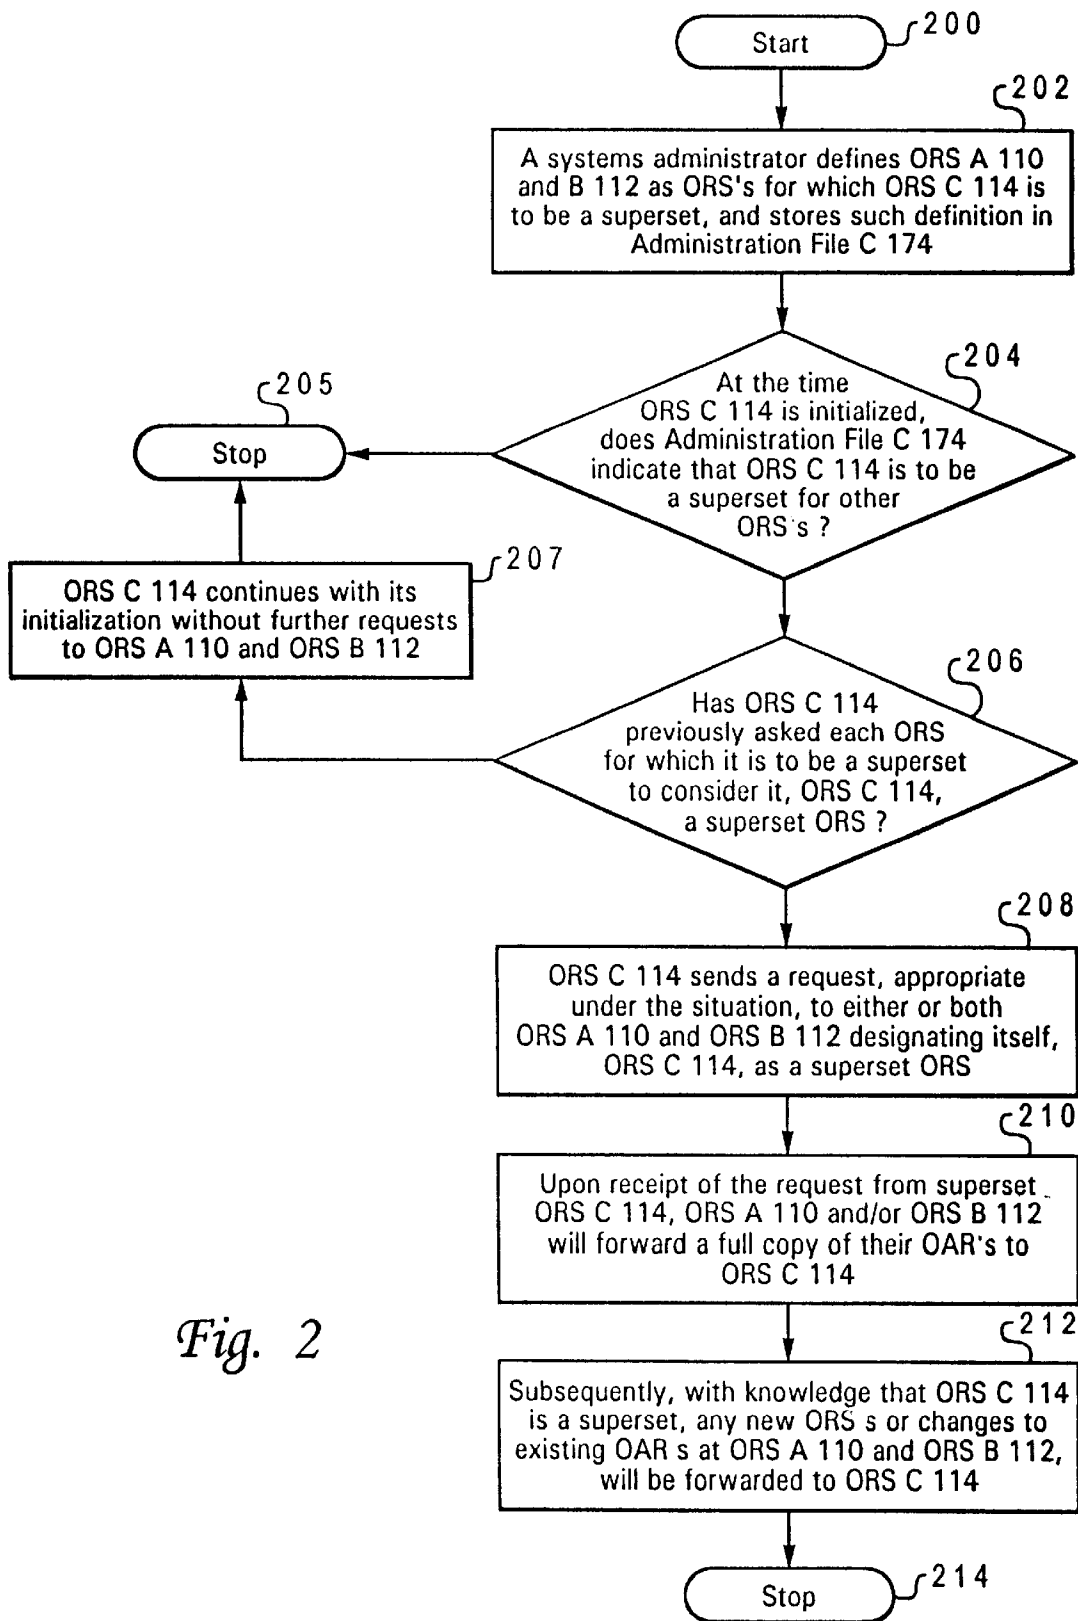 Start
200
202
A systems administrator defines ORS A 110
and B 112 as ORS's for which ORS C 114 is
to be a superset, and stores such definition in
Administration File C 174
204
At the time
ORS C 114 is initialized,
does Administration File C 174
indicate that ORS C 114 is to be
a superset for other
ORS's ?
205
Stop
207
ORS C 114 continues with its
initialization without further requests
to ORS A 110 and ORS B 112
206
Has ORS C 114
previously asked each ORS
for which it is to be a superset
to consider it, ORS C 114,
a superset ORS ?
208
ORS C 114 sends a request, appropriate
under the situation, to either or both
ORS A 110 and ORS B 112 designating itself,
ORS C 114, as a superset ORS
210
Upon receipt of the request from superset
ORS C 114, ORS A 110 and/or ORS B 112
will forward a full copy of their OAR's to
ORS C 114
212
Subsequently, with knowledge that ORS C 114
is a superset, any new ORS s or changes to
existing OAR s at ORS A 110 and ORS B 112,
will be forwarded to ORS C 114
Stop
214
Fig. 2